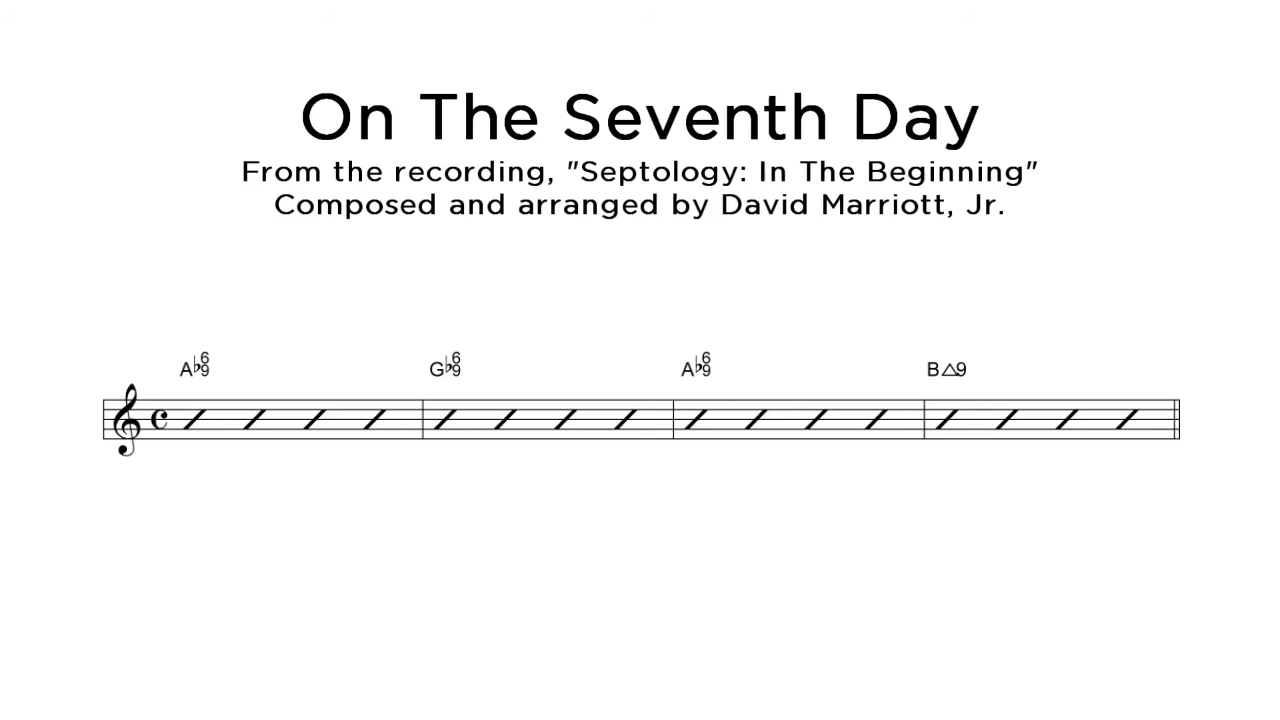 On The Seventh Day
From the recording, "Septology: In The Beginning"
Composed and arranged by David Marriott, Jr.
A♭6/9 G♭6/9 A♭6/9 B△9